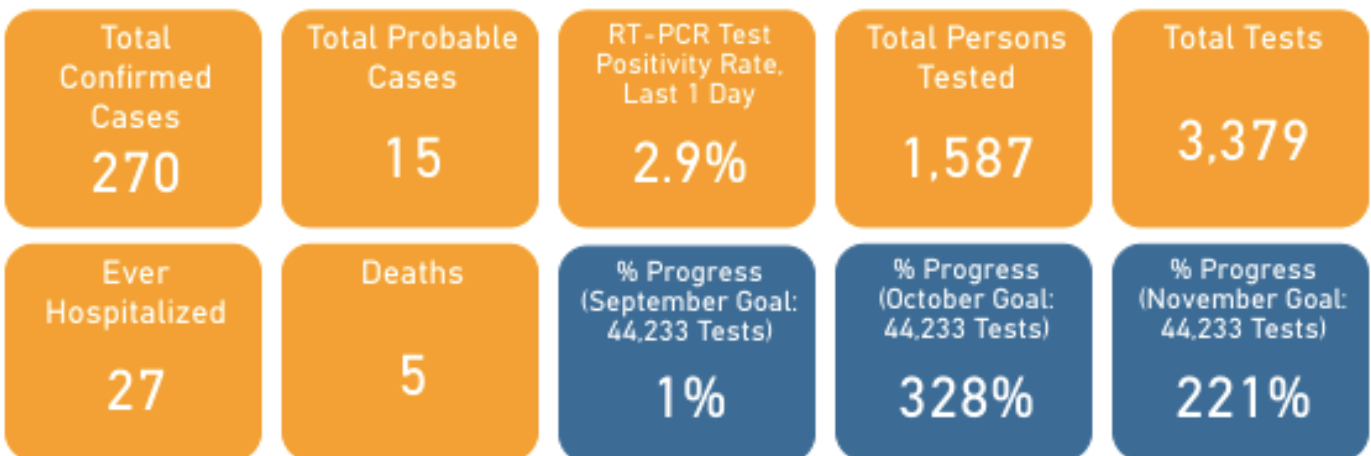 Total
Confirmed
Cases
270
Total Probable
Cases
15
RT-PCR Test
Positivity Rate,
Last 1 Day
2.9%
Total Persons
Tested
1,587
Total Tests
3,379
Ever
Hospitalized
27
Deaths
5
% Progress
(September Goal:
44,233 Tests)
1%
% Progress
(October Goal:
44,233 Tests)
328%
% Progress
(November Goal:
44,233 Tests)
221%